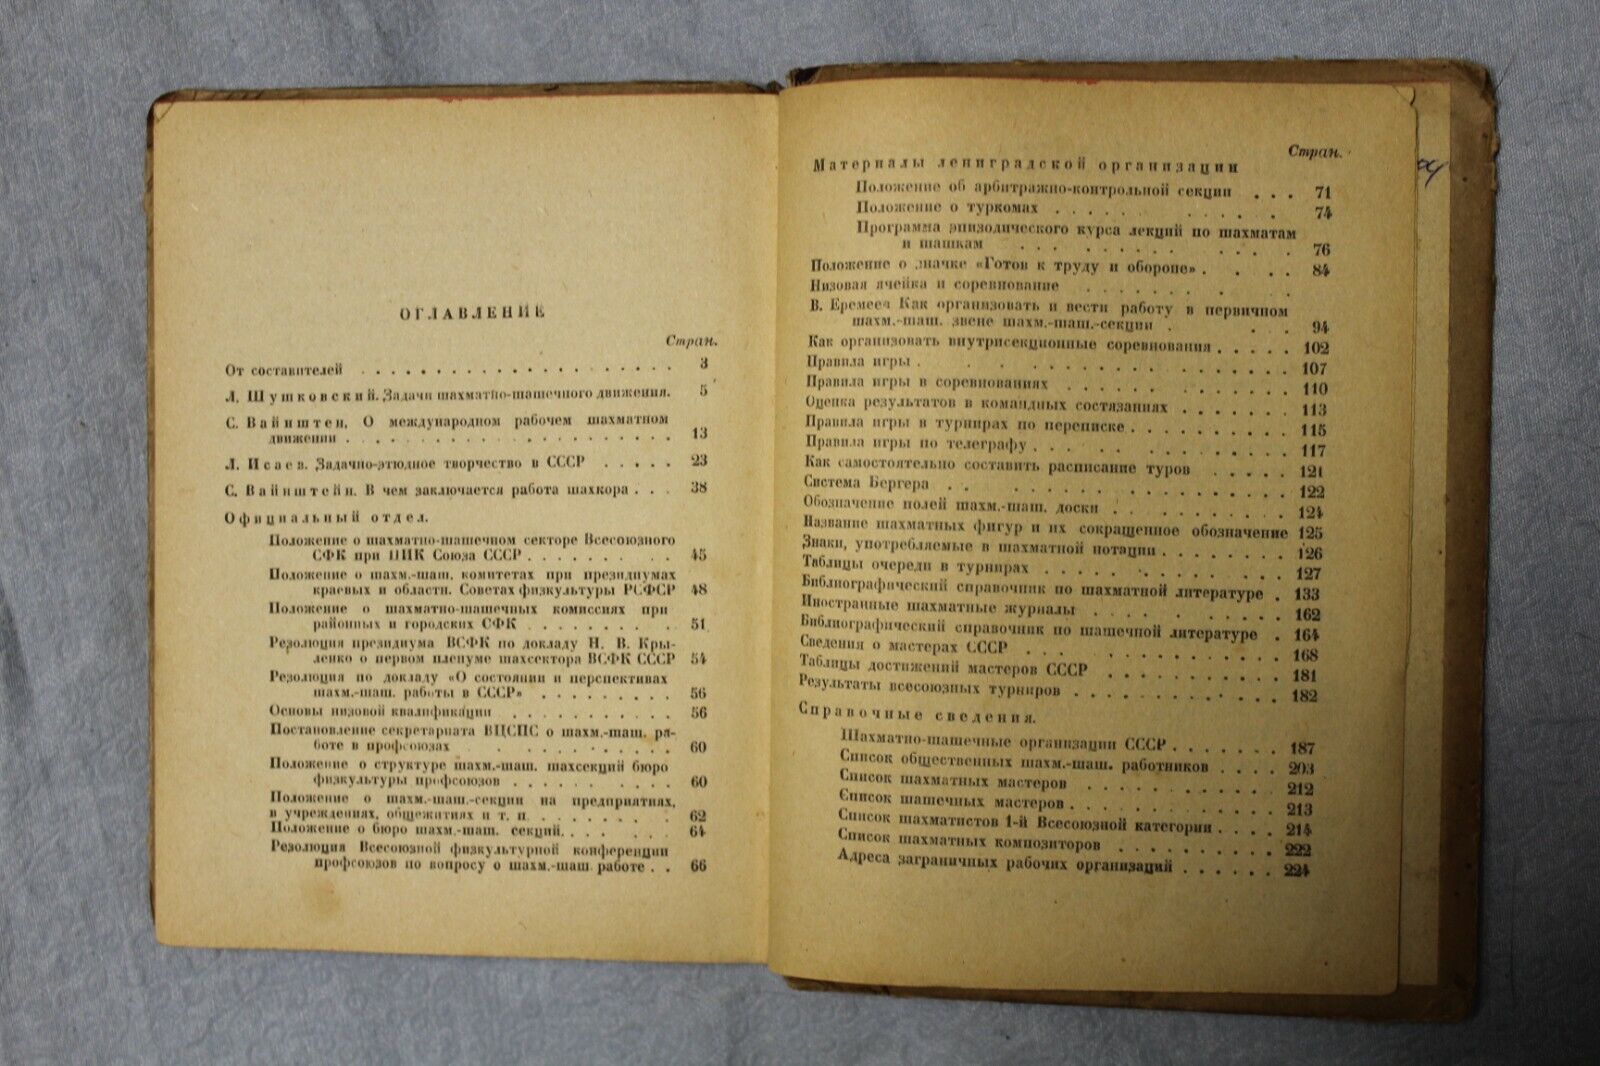 ОГЛАВЛЕНИЕ
Стран.
От составителей . . . . . . . . . . . . . . . . . . . . 3
Л. Шушковский. Задачи шахматно-шашечного движения. 5
С. Вайнштен, О международном рабочем шахматном
движении . . . . . . . . . . . . . . . . . . . 13
Л. Исаев. Задачно-этюдное творчество в СССР . . . . . 23
С. Вайнштейн. В чем заключается работа шахкора . . . 38
Официальный отдел.
Положение о шахматно-шашечном секторе Всесоюзного
СФК при ЦИК Союза СССР . . . . . . . . . . 45
Положение о шахм.-шаш. комитетах при президиумах
краевых и области. Советах физкультуры РСФСР 48
Положение о шахматно-шашечных комиссиях при
районных и городских СФК . . . . . . . . . 51
Резолюция президиума ВСФК по докладу Н. В. Кры-
ленко о первом пленуме шахсектора ВСФК СССР 54
Резолюция по докладу «О состоянии и перспективах
шахм.-шаш. работы в СССР» . . . . . . . . . 56
Основы низовой квалификации . . . . . . . . . . . 56
Постановление секретариата ВЦСПС о шахм.-шаш. ра-
боте в профсоюзах . . . . . . . . . . . 60
Положение о структуре шахм.-шаш. шахсекций бюро
физкультуры профсоюзов . . . . . . . . . . . 60
Положение о шахм.-шаш.-секции на предприятиях,
в учреждениях, общежитиях и т. п. . . . . . . . . 62
Положение о бюро шахм.-шаш. секций. . . . . . . 64
Резолюция Всесоюзной физкультурной конференции
профсоюзов по вопросу о шахм.-шаш. работе . . 66
Стран.
Материалы лениградской организации
Положение об арбитражно-контрольной секции . . . 71
Положение о туркомах . . . . . . . . . . . 74
Программа эпизодического курса лекций по шахматам
и шашкам . . . . . . . . . . . . . 76
Положение о значке «Готов к труду и обороне» . . . . 84
Низовая ячейка и соревнование . . . . . . . . .
В. Еремеев Как организовать и вести работу в первичном
шахм.-шаш. звене шахм.-шаш.-секции . . . . 94
Как организовать внутрисекционные соревнования . . . . . 102
Правила игры . . . . . . . . . . . . . . . . . 107
Правила игры в соревнованиях . . . . . . . . . . . 110
Оценка результатов в командных состязаниях . . . . . . . 113
Правила игры в турнирах по переписке . . . . . . . . . . 115
Правила игры по телеграфу . . . . . . . . . . . . . . 117
Как самостоятельно составить расписание туров . . . . . 121
Система Бергера . . . . . . . . . . . . . . . . . 122
Обозначение полей шахм.-шаш. доски . . . . . . . . . . 124
Название шахматных фигур и их сокращенное обозначение 125
Знаки, употребляемые в шахматной нотации . . . . . . . . 126
Таблицы очереди в турнирах . . . . . . . . . . . . . 127
Библиографический справочник по шахматной литературе . 133
Иностранные шахматные журналы . . . . . . . . . 162
Библиографический справочник по шашечной литературе . 164
Сведения о мастерах СССР . . . . . . . . . . . . . 168
Таблицы достижений мастеров СССР . . . . . . . . . . 181
Результаты всесоюзных турниров . . . . . . . . . . . . 182
Справочные сведения.
Шахматно-шашечные организации СССР . . . . . . . 187
Список общественных шахм.-шаш. работников . . . . 203
Список шахматных мастеров . . . . . . . . . . . . 212
Список шашечных мастеров . . . . . . . . . . . . . 213
Список шахматистов 1-й Всесоюзной категории . . . . 214
Список шахматных композиторов . . . . . . . . . . 222
Адреса заграничных рабочих организаций . . . . . . 224